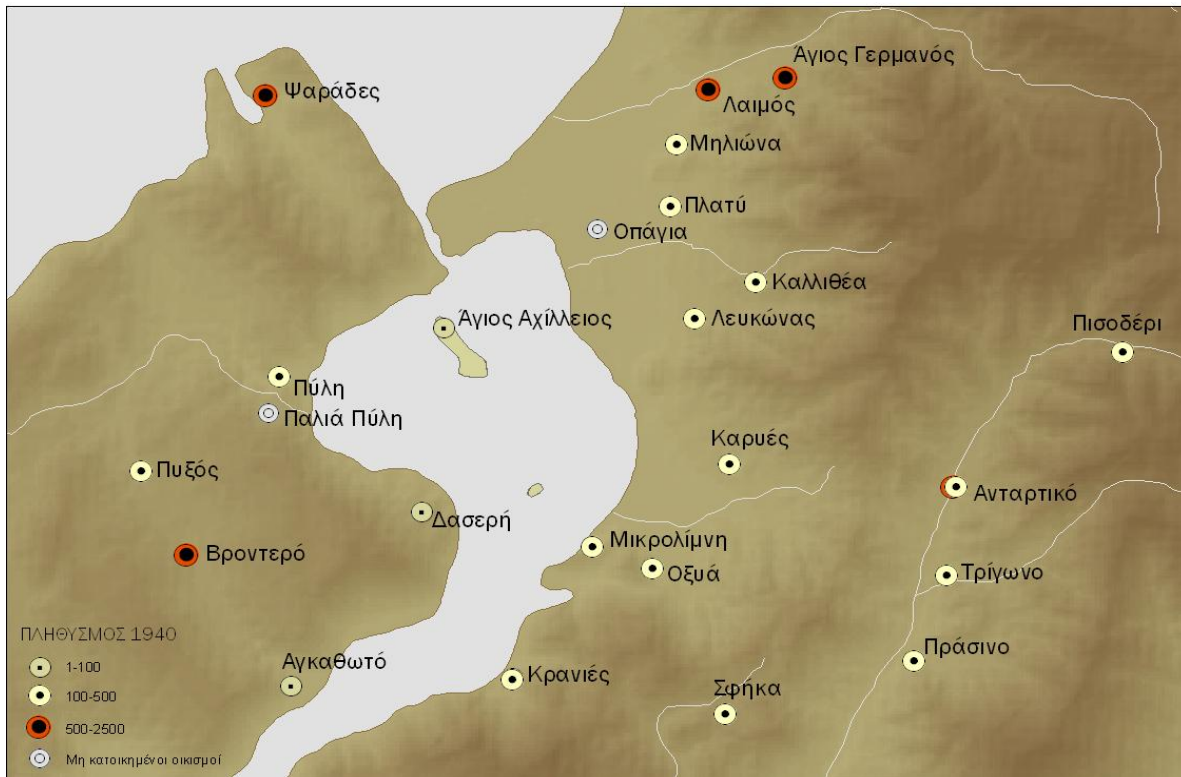 Άγιος Γερμανός
Ψαράδες
Λαιμός
Μηλιώνα
Πλατύ
Οπάγια
Καλλιθέα
Άγιος Αχίλλειος
Λευκώνας
Πισοδέρι
Πύλη
Παλιά Πύλη
Καρυές
Πυξός
Ανταρτικό
Δασερή
Μικρολίμνη
Βροντερό
Οξυά
Τρίγωνο
ΠΛΗΘΥΣΜΟΣ 1940
1-100
100-500
500-2500
Μη κατοικημένοι οικισμοί
Αγκαθωτό
Κρανιές
Πράσινο
Σφήκα